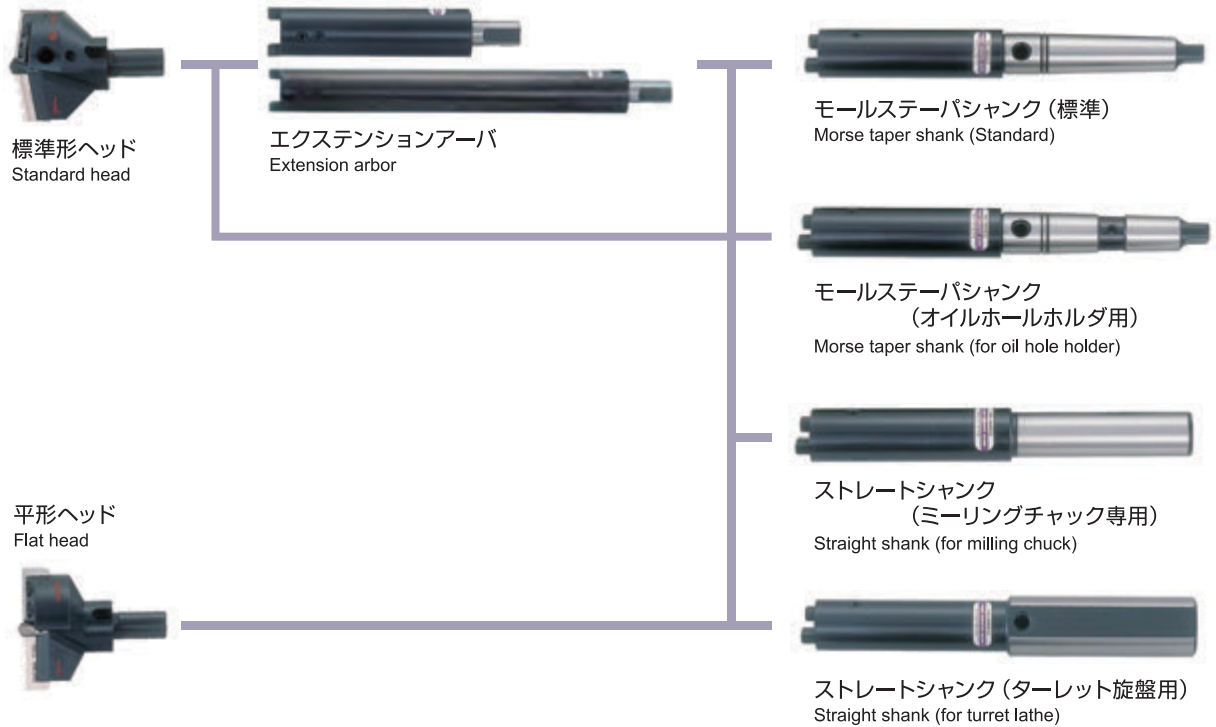 標準形ヘッド
Standard head
エクステンションアーバ
Extension arbor
モールステーパシャンク（標準）
Morse taper shank (Standard)
モールステーパシャンク
（オイルホールホルダ用）
Morse taper shank (for oil hole holder)
ストレートシャンク
（ミーリングチャック専用）
Straight shank (for milling chuck)
平形ヘッド
Flat head
ストレートシャンク（ターレット旋盤用）
Straight shank (for turret lathe)